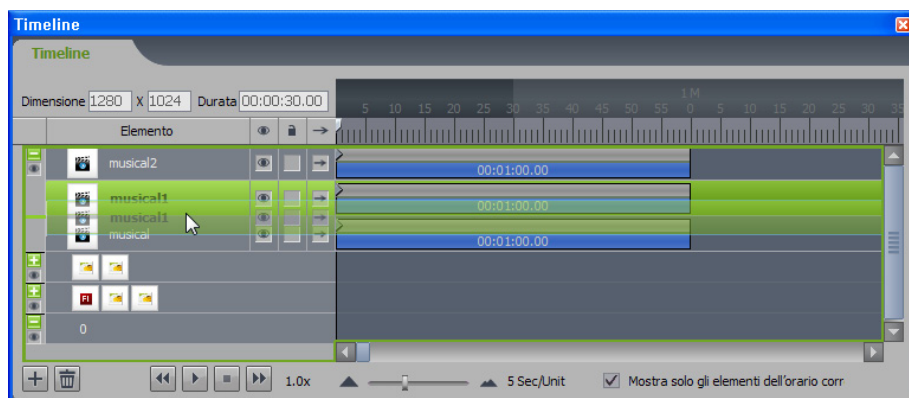 Timeline
Timeline
Dimensione 1280 X 1024 Durata 00:00:30.00
1 M
5 10 15 20 25 30 35 40 45 50 55 0 5 10 15 20 25 30 35
Elemento
musical2 00:01:00.00
musical1 00:01:00.00
musical1
musical 00:01:00.00
Fl
0
1.0x 5 Sec/Unit Mostra solo gli elementi dell'orario corr